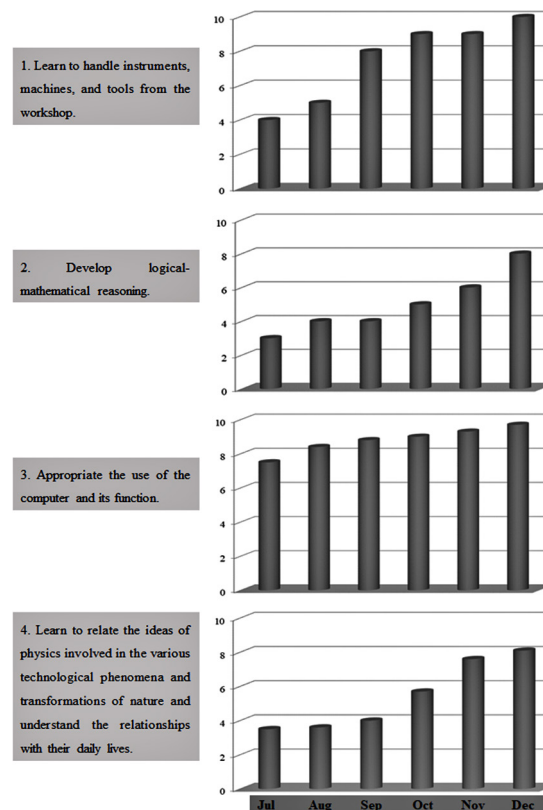 1. Learn to handle instruments,
machines, and tools from the
workshop.
10
8
6
4
2
0
2. Develop logical-
mathematical reasoning.
10
8
6
4
2
0
3. Appropriate the use of the
computer and its function.
10
8
6
4
2
0
4. Learn to relate the ideas of
physics involved in the various
technological phenomena and
transformations of nature and
understand the relationships
with their daily lives.
10
8
6
4
2
0
Jul Aug Sep Oct Nov Dec